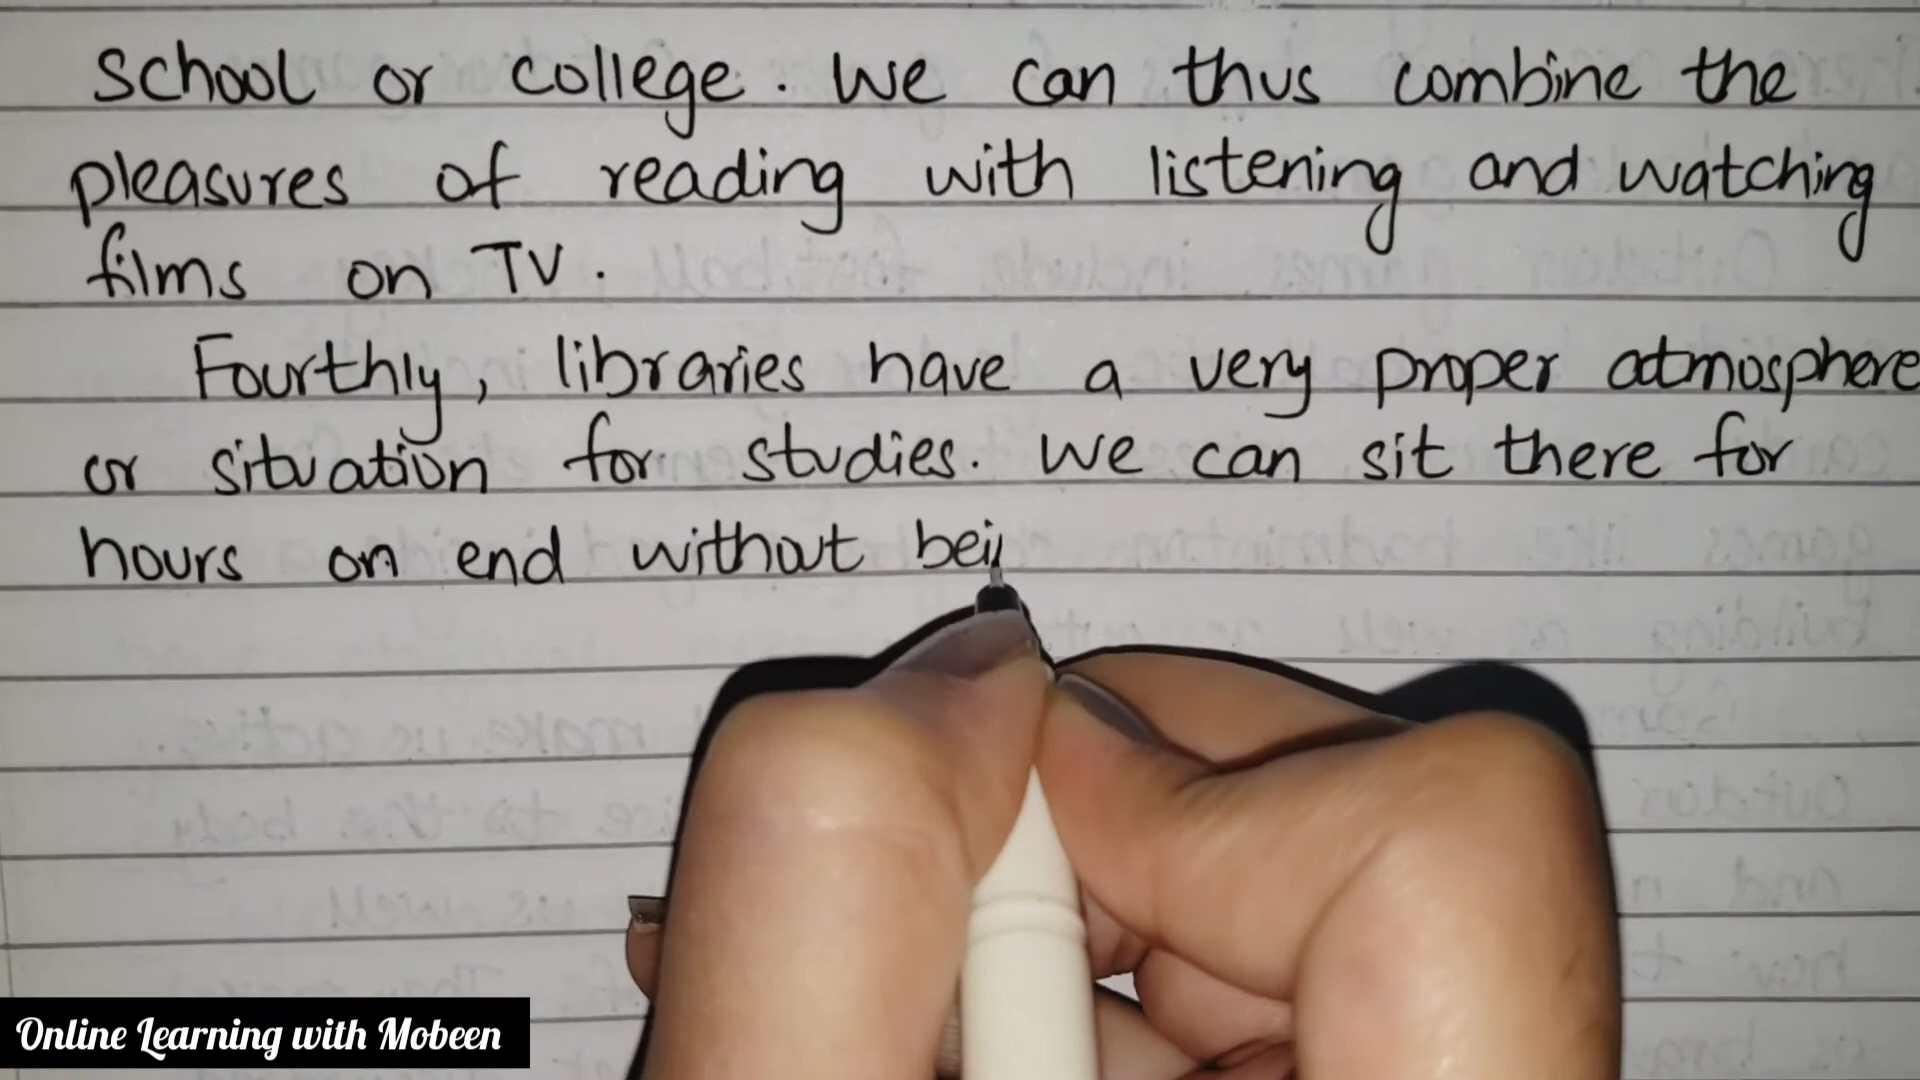 School or college. We can thus combine the
pleasures of reading with listening and watching
films on TV.
Fourthly, libraries have a very proper atmosphere
or situation for studies. We can sit there for
hours on end without bei
Online Learning with Mobeen